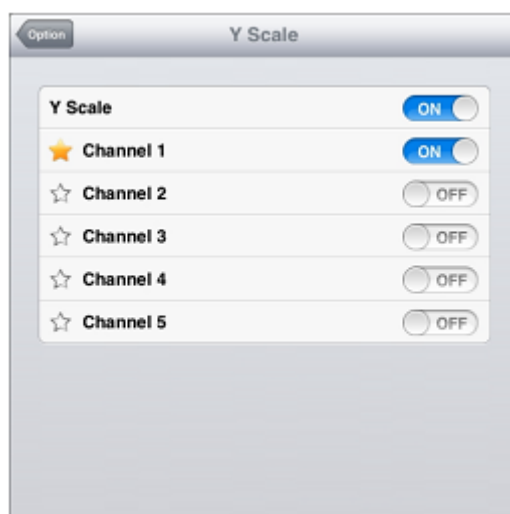 Option Y Scale
Y Scale ON
Channel 1 ON
Channel 2 OFF
Channel 3 OFF
Channel 4 OFF
Channel 5 OFF